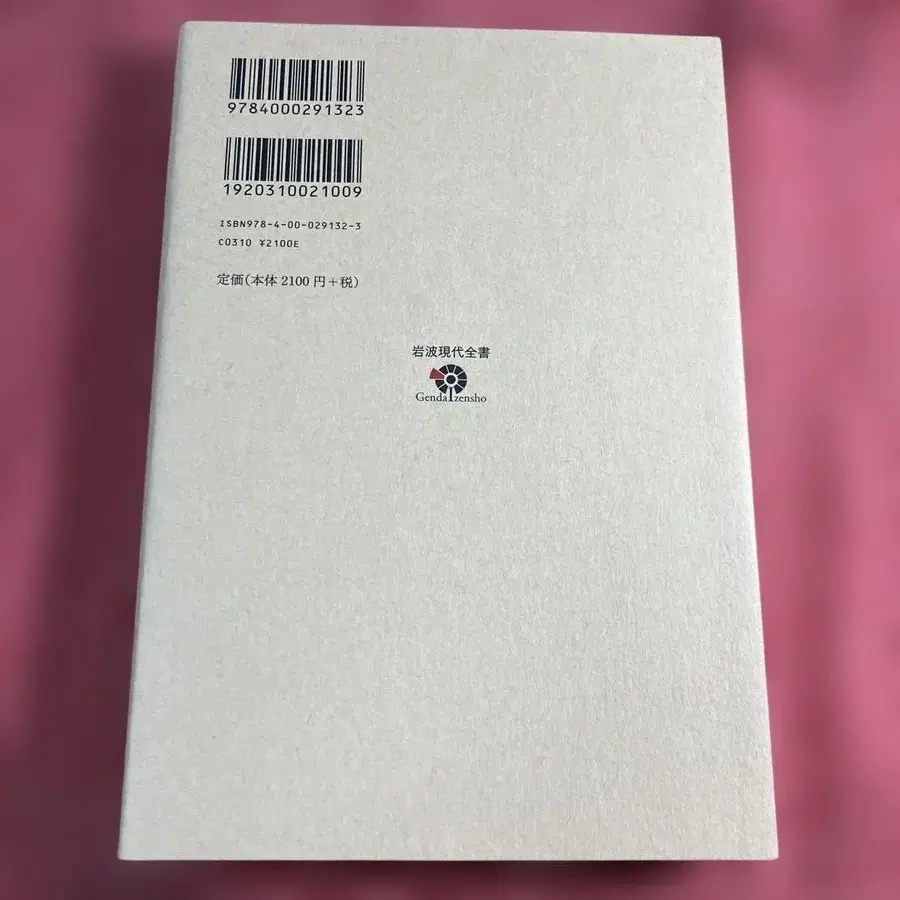 9784000291323
1920310021009
ISBN978-4-00-029132-3
C0310 ¥2100E
定価(本体 2100 円+税)
岩波現代全書
Gendaizensho